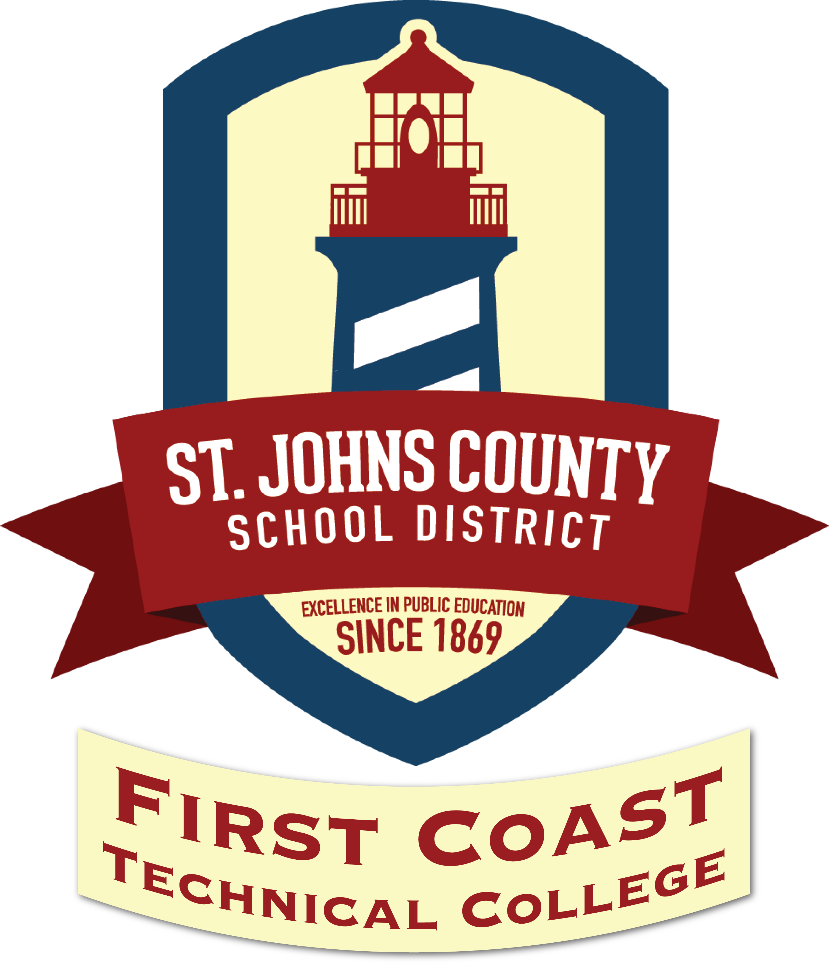 ST. JOHNS COUNTY
SCHOOL DISTRICT
EXCELLENCE IN PUBLIC EDUCATION
SINCE 1869
FIRST COAST
TECHNICAL COLLEGE